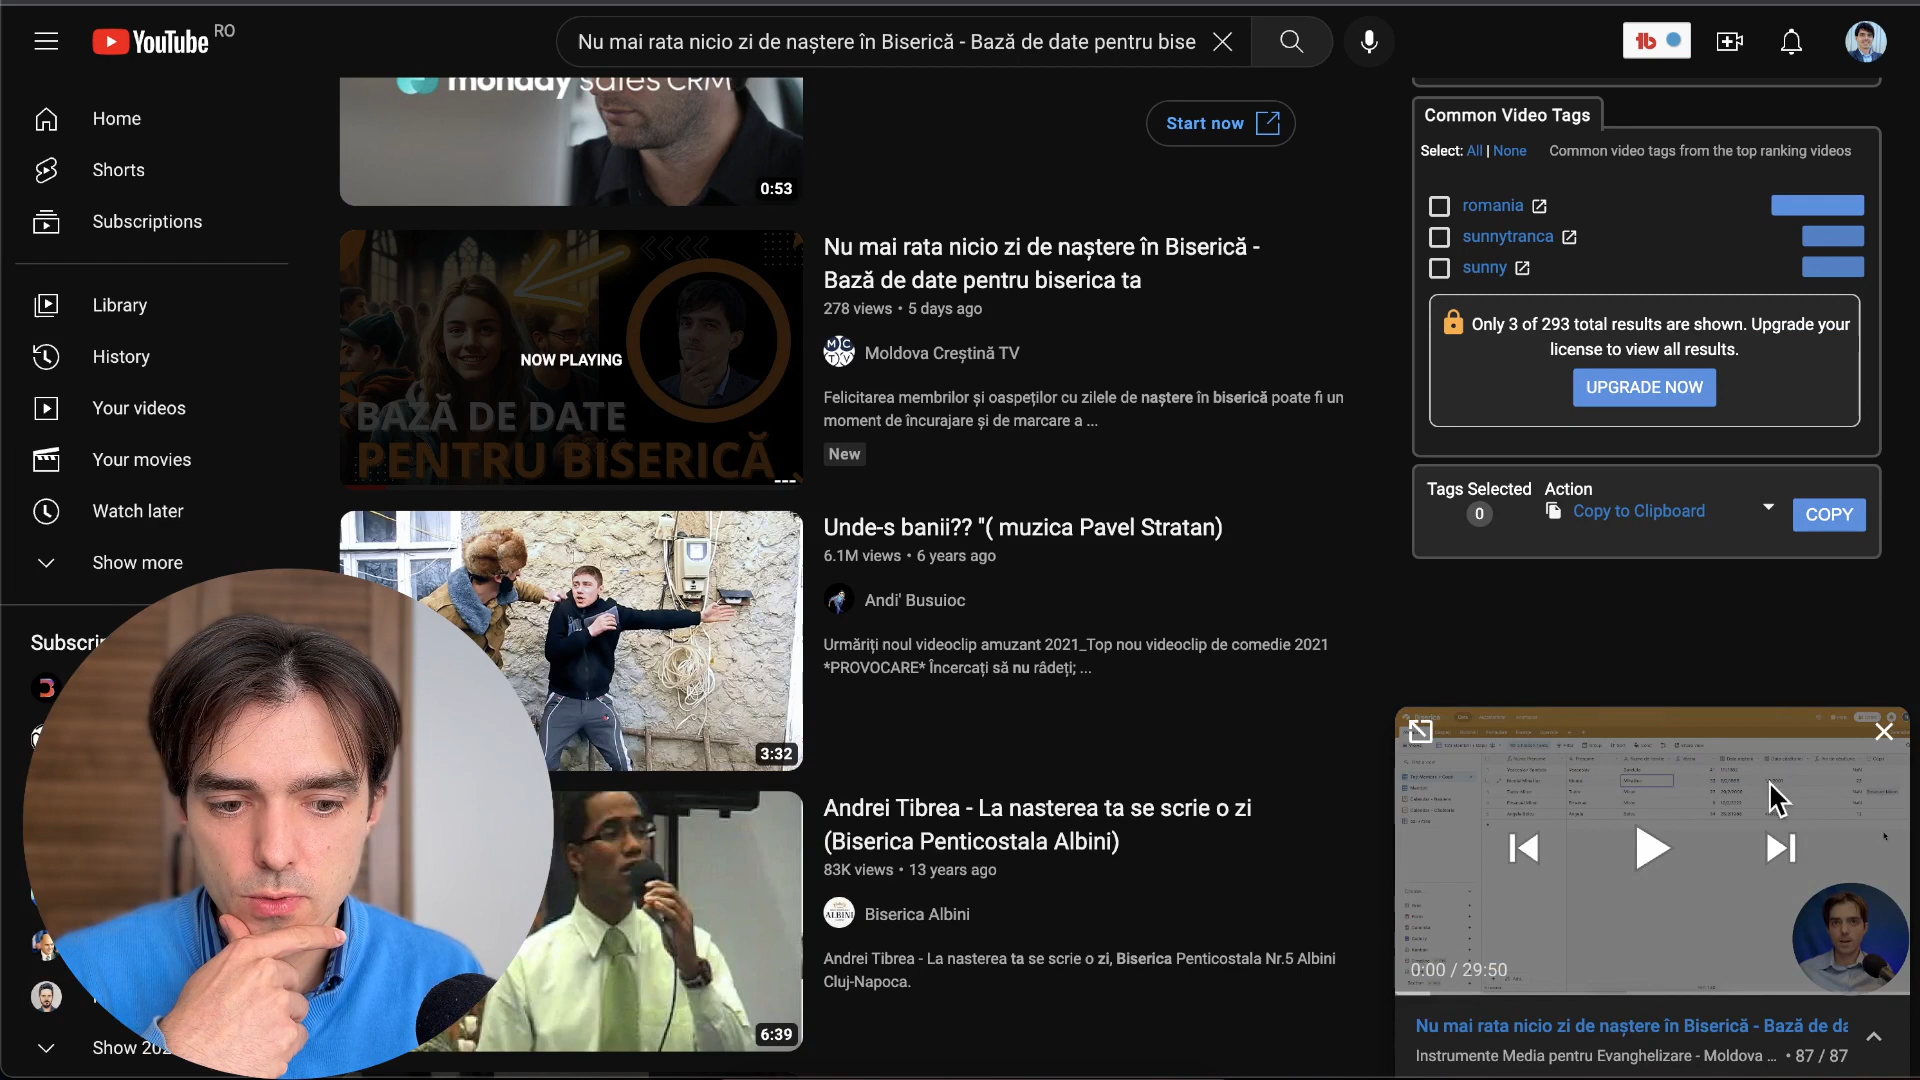 YouTube RO
Nu mai rata nicio zi de naștere în Biserică - Bază de date pentru bise
Home
Shorts
Subscriptions
Library
History
Your videos
Your movies
Watch later
Show more
monday sales CRM
0:53
Start now
BAZĂ DE DATE
PENTRU BISERICĂ
NOW PLAYING
Nu mai rata nicio zi de naștere în Biserică -
Bază de date pentru biserica ta
278 views • 5 days ago
Moldova Creștină TV
Felicitarea membrilor și oaspeților cu zilele de naștere în biserică poate fi un
moment de încurajare și de marcare a ...
New
3:32
Unde-s banii?? "( muzica Pavel Stratan)
6.1M views • 6 years ago
Andi' Busuioc
Urmăriți noul videoclip amuzant 2021_Top nou videoclip de comedie 2021
*PROVOCARE* Încercați să nu râdeți; ...
6:39
Andrei Tibrea - La nasterea ta se scrie o zi
(Biserica Penticostala Albini)
83K views • 13 years ago
ALBINI
Biserica Albini
Andrei Tibrea - La nasterea ta se scrie o zi, Biserica Penticostala Nr.5 Albini
Cluj-Napoca.
Common Video Tags
Select: All | None Common video tags from the top ranking videos
romania
sunnytranca
sunny
Only 3 of 293 total results are shown. Upgrade your
license to view all results.
UPGRADE NOW
Tags Selected
0
Action
Copy to Clipboard
COPY
0:00 / 29:50
Nu mai rata nicio zi de naștere în Biserică - Bază de da
Instrumente Media pentru Evanghelizare - Moldova ... • 87 / 87